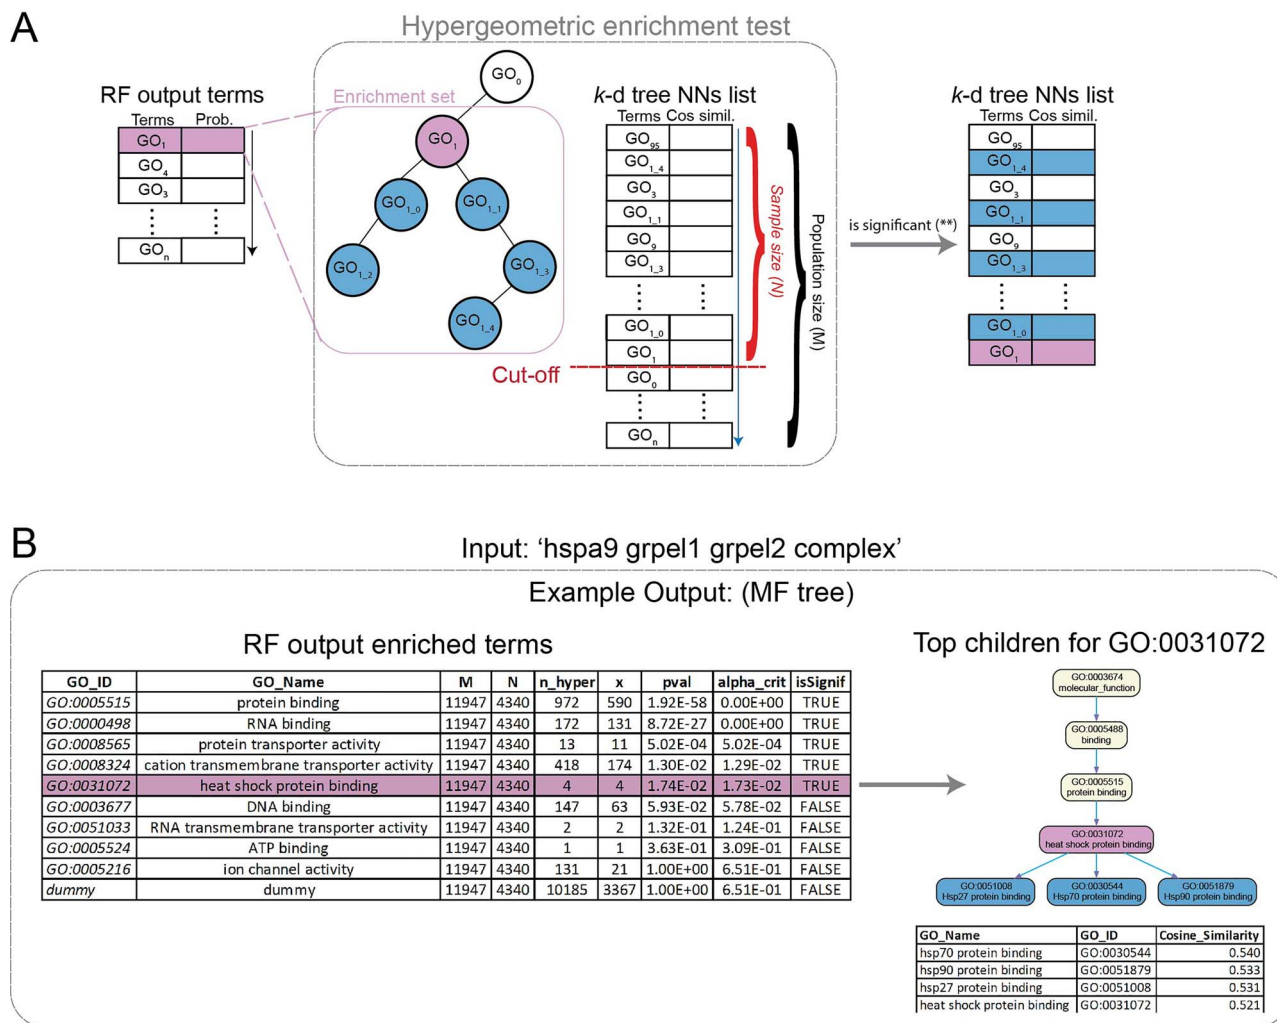 A
Hypergeometric enrichment test
RF output terms
Terms Prob.
GO1
GO4
GO3
GOn
Enrichment set
GO0
GO1
GO1_0
GO1_1
GO1_2
GO1_3
GO1_4
k-d tree NNs list
Terms Cos simil.
GO95
GO1_4
GO3
GO1_1
GO9
GO1_3
GO1_0
GO1
Cut-off
GO0
GOn
Sample size (N)
Population size (M)
is significant (**)
k-d tree NNs list
Terms Cos simil.
GO95
GO1_4
GO3
GO1_1
GO9
GO1_3
GO1_0
GO1
B
Input: ‘hspa9 grpel1 grpel2 complex’
Example Output: (MF tree)
RF output enriched terms
GO_ID GO_Name M N n_hyper x pval alpha_crit isSignif
GO:0005515 protein binding 11947 4340 972 590 1.92E-58 0.00E+00 TRUE
GO:0000498 RNA binding 11947 4340 172 131 8.72E-27 0.00E+00 TRUE
GO:0008565 protein transporter activity 11947 4340 13 11 5.02E-04 5.02E-04 TRUE
GO:0008324 cation transmembrane transporter activity 11947 4340 418 174 1.30E-02 1.29E-02 TRUE
GO:0031072 heat shock protein binding 11947 4340 4 4 1.74E-02 1.73E-02 TRUE
GO:0003677 DNA binding 11947 4340 147 63 5.93E-02 5.78E-02 FALSE
GO:0051033 RNA transmembrane transporter activity 11947 4340 2 2 1.32E-01 1.24E-01 FALSE
GO:0005524 ATP binding 11947 4340 1 1 3.63E-01 3.09E-01 FALSE
GO:0005216 ion channel activity 11947 4340 131 21 1.00E+00 6.51E-01 FALSE
dummy dummy 11947 4340 10185 3367 1.00E+00 6.51E-01 FALSE
Top children for GO:0031072
GO:0003674
molecular_function
GO:0005488
binding
GO:0005515
protein binding
GO:0031072
heat shock protein binding
GO:0051008
Hsp27 protein binding
GO:0030544
Hsp70 protein binding
GO:0051879
Hsp90 protein binding
GO_Name GO_ID Cosine_Similarity
hsp70 protein binding GO:0030544 0.540
hsp90 protein binding GO:0051879 0.533
hsp27 protein binding GO:0051008 0.531
heat shock protein binding GO:0031072 0.521